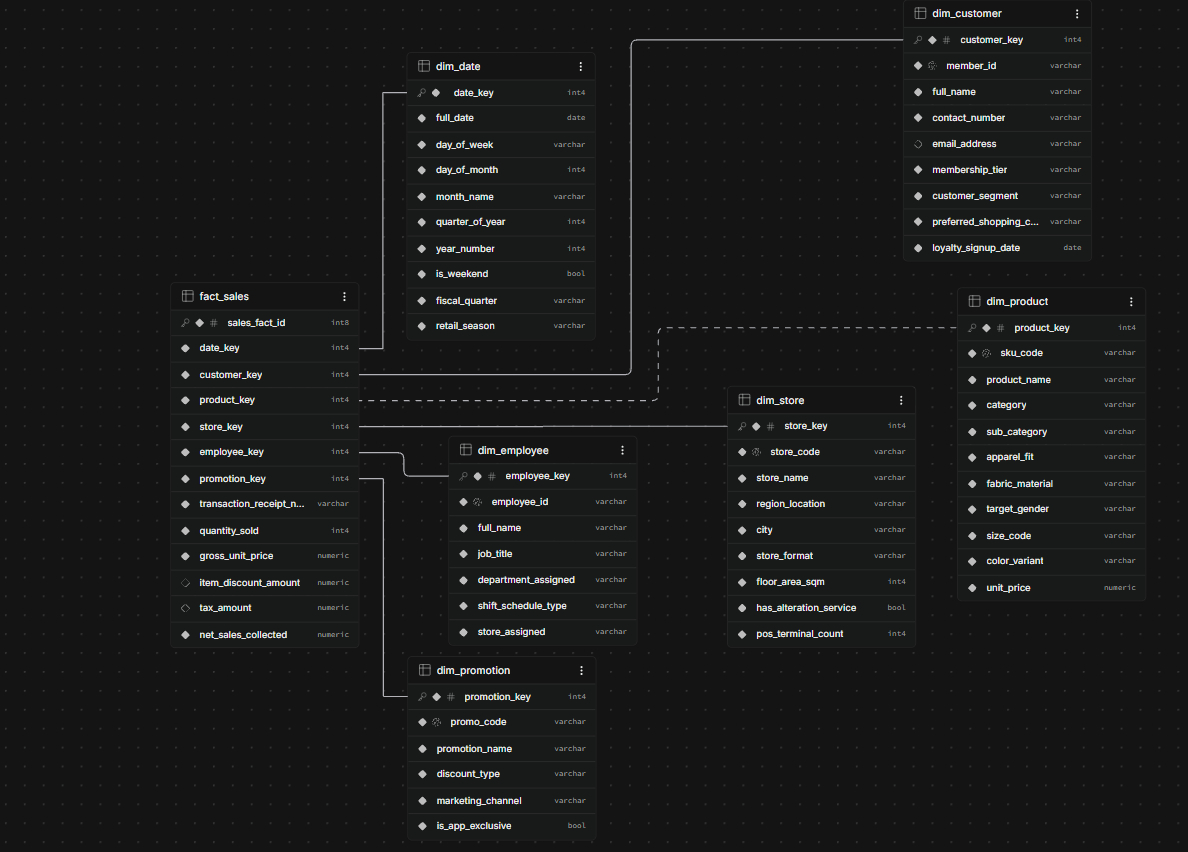 dim_customer
customer_key int4
member_id varchar
full_name varchar
contact_number varchar
email_address varchar
membership_tier varchar
customer_segment varchar
preferred_shopping_c... varchar
loyalty_signup_date date
dim_date
date_key int4
full_date date
day_of_week varchar
day_of_month int4
month_name varchar
quarter_of_year int4
year_number int4
is_weekend bool
fiscal_quarter varchar
retail_season varchar
fact_sales
# sales_fact_id int8
date_key int4
customer_key int4
product_key int4
store_key int4
employee_key int4
promotion_key int4
transaction_receipt_n... varchar
quantity_sold int4
gross_unit_price numeric
item_discount_amount numeric
tax_amount numeric
net_sales_collected numeric
dim_product
product_key int4
sku_code varchar
product_name varchar
category varchar
sub_category varchar
apparel_fit varchar
fabric_material varchar
target_gender varchar
size_code varchar
color_variant varchar
unit_price numeric
dim_store
store_key int4
store_code varchar
store_name varchar
region_location varchar
city varchar
store_format varchar
floor_area_sqm int4
has_alteration_service bool
pos_terminal_count int4
dim_employee
employee_key int4
employee_id varchar
full_name varchar
job_title varchar
department_assigned varchar
shift_schedule_type varchar
store_assigned varchar
dim_promotion
promotion_key int4
promo_code varchar
promotion_name varchar
discount_type varchar
marketing_channel varchar
is_app_exclusive bool